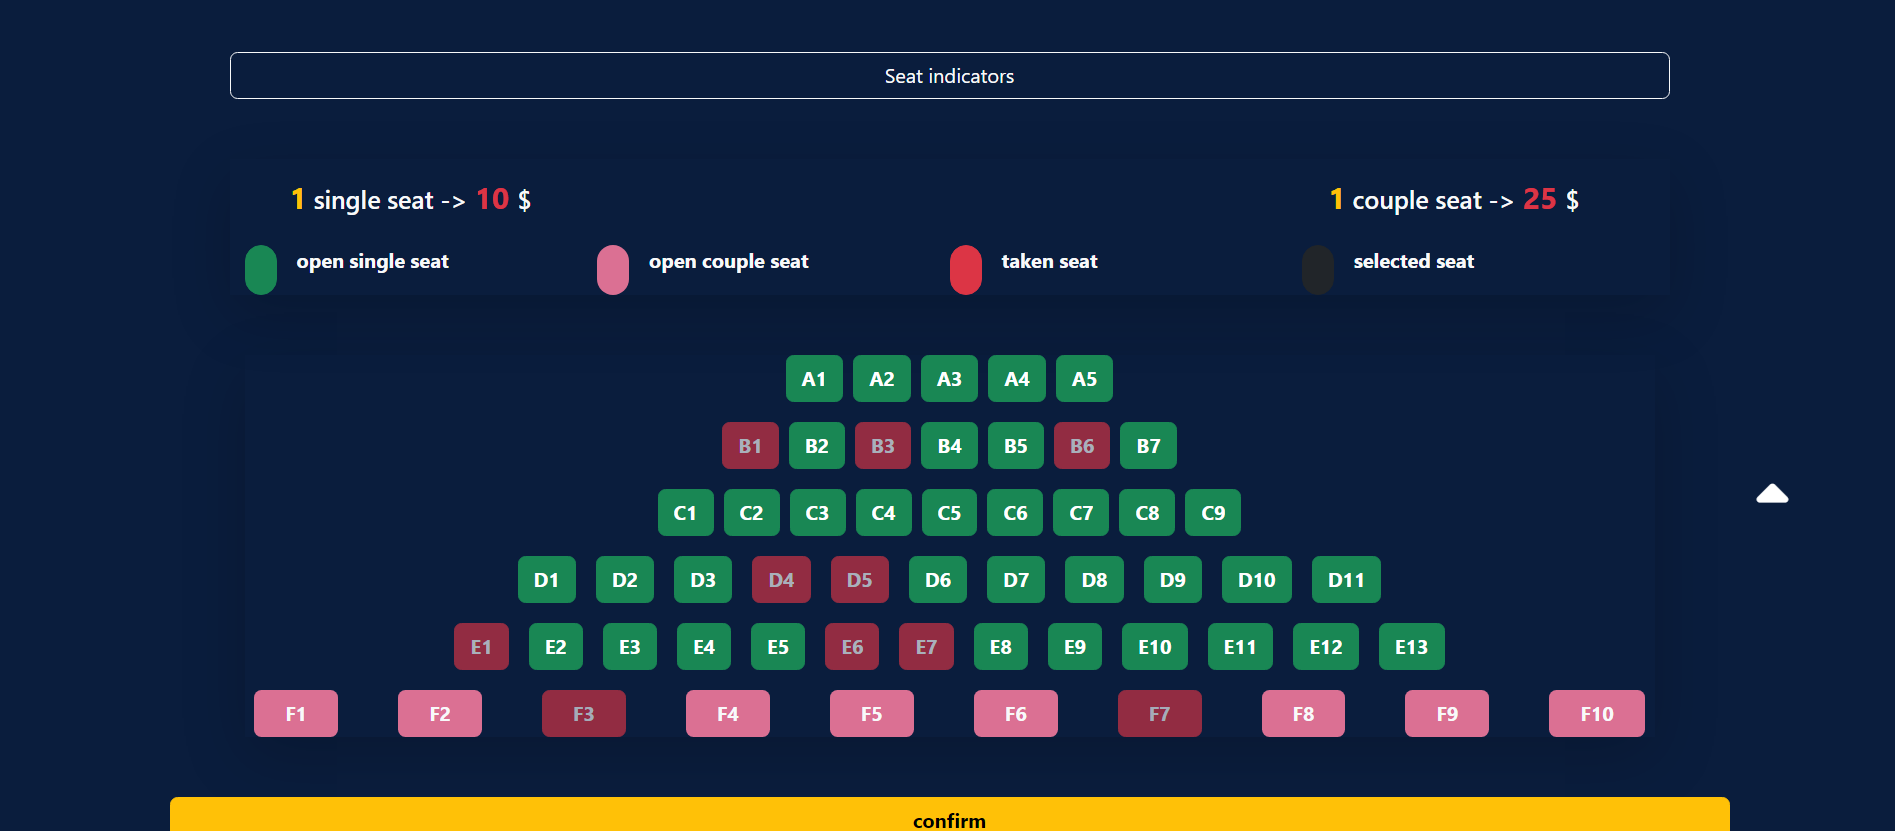 Seat indicators
1 single seat -> 10 $ 1 couple seat -> 25 $
open single seat open couple seat taken seat selected seat
A1 A2 A3 A4 A5
B1 B2 B3 B4 B5 B6 B7
C1 C2 C3 C4 C5 C6 C7 C8 C9
D1 D2 D3 D4 D5 D6 D7 D8 D9 D10 D11
E1 E2 E3 E4 E5 E6 E7 E8 E9 E10 E11 E12 E13
F1 F2 F3 F4 F5 F6 F7 F8 F9 F10
confirm